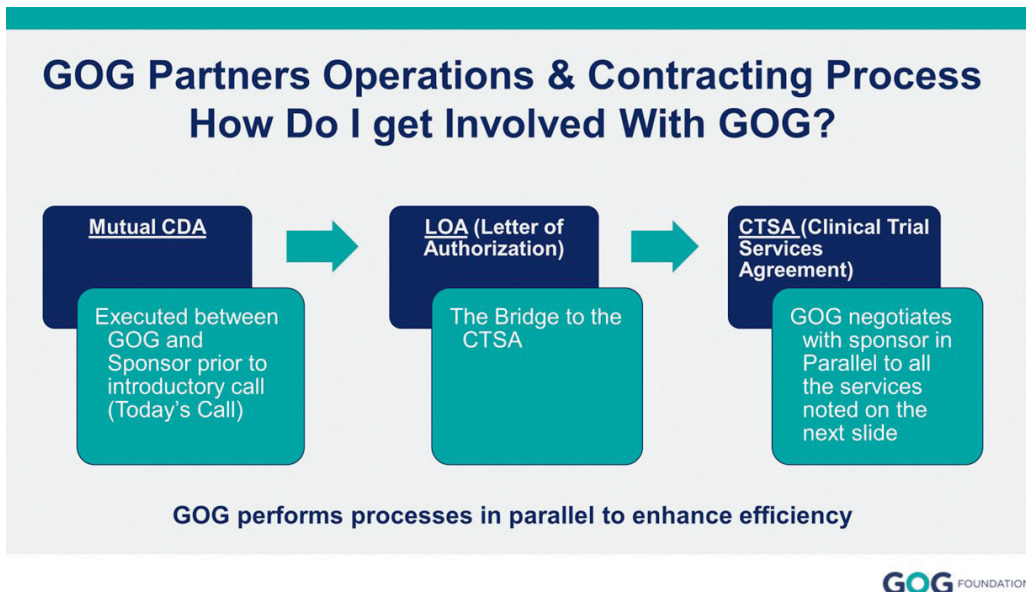 GOG Partners Operations & Contracting Process
How Do I get Involved With GOG?
Mutual CDA
Executed between
GOG and
Sponsor prior to
introductory call
(Today's Call)
LOA (Letter of
Authorization)
The Bridge to the
CTSA
CTSA (Clinical Trial
Services
Agreement)
GOG negotiates
with sponsor in
Parallel to all
the services
noted on the
next slide
GOG performs processes in parallel to enhance efficiency
GOG FOUNDATION